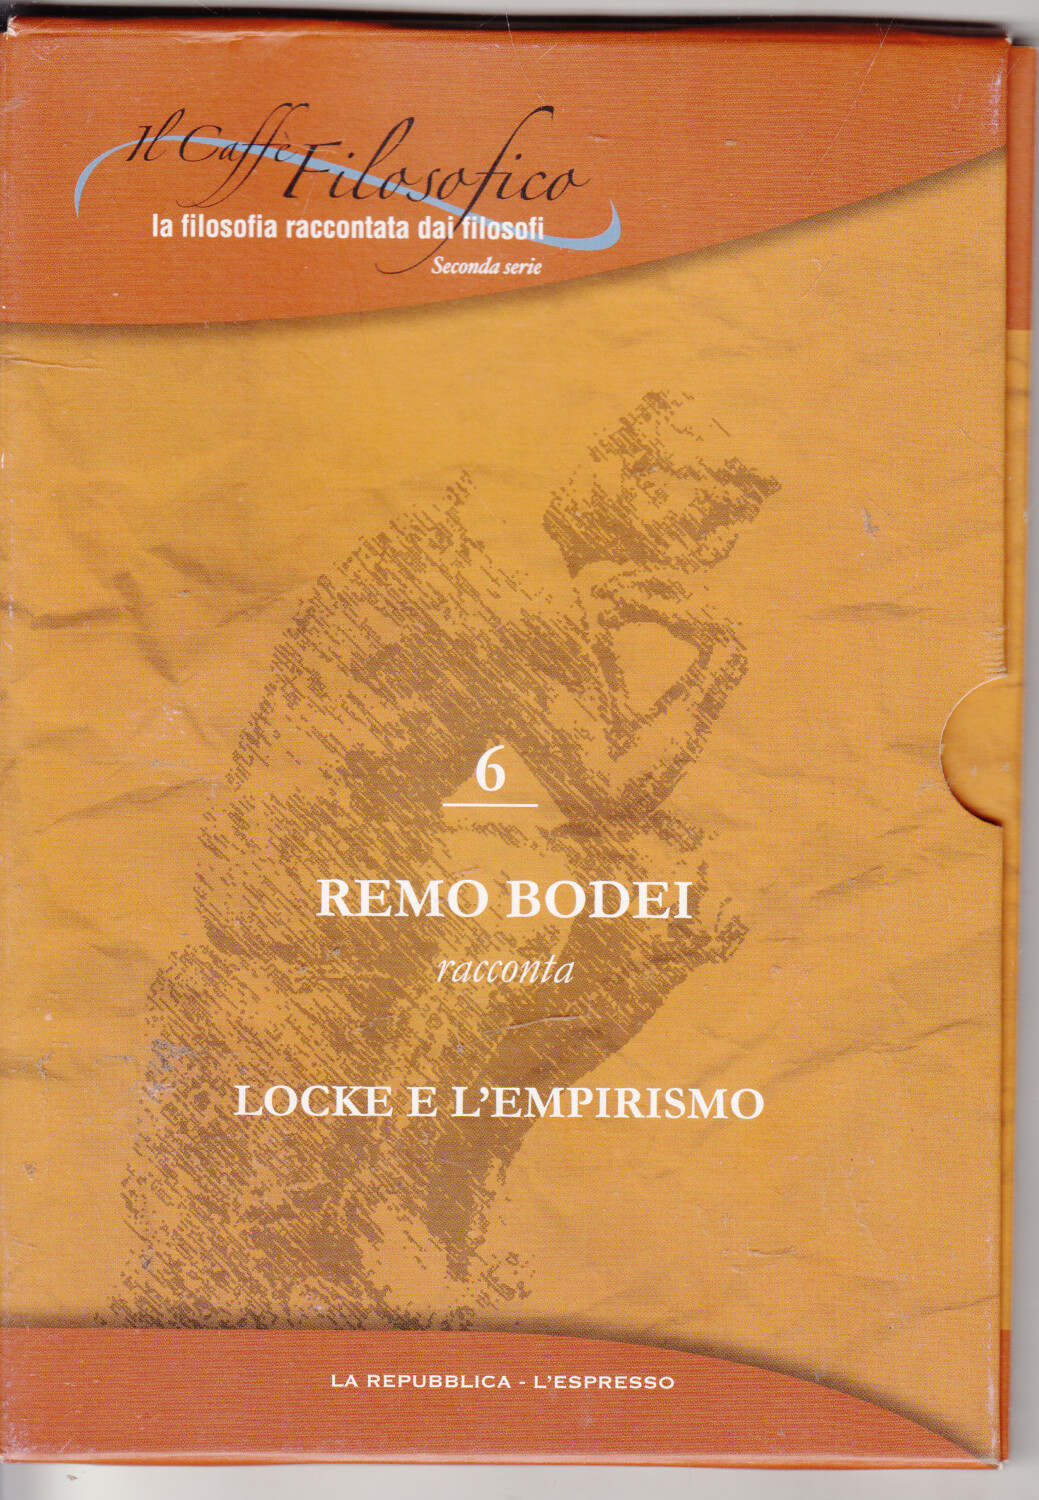 Il Caffè Filosofico
la filosofia raccontata dai filosofi
Seconda serie
6
REMO BODEI
racconta
LOCKE E L'EMPIRISMO
LA REPUBBLICA - L'ESPRESSO